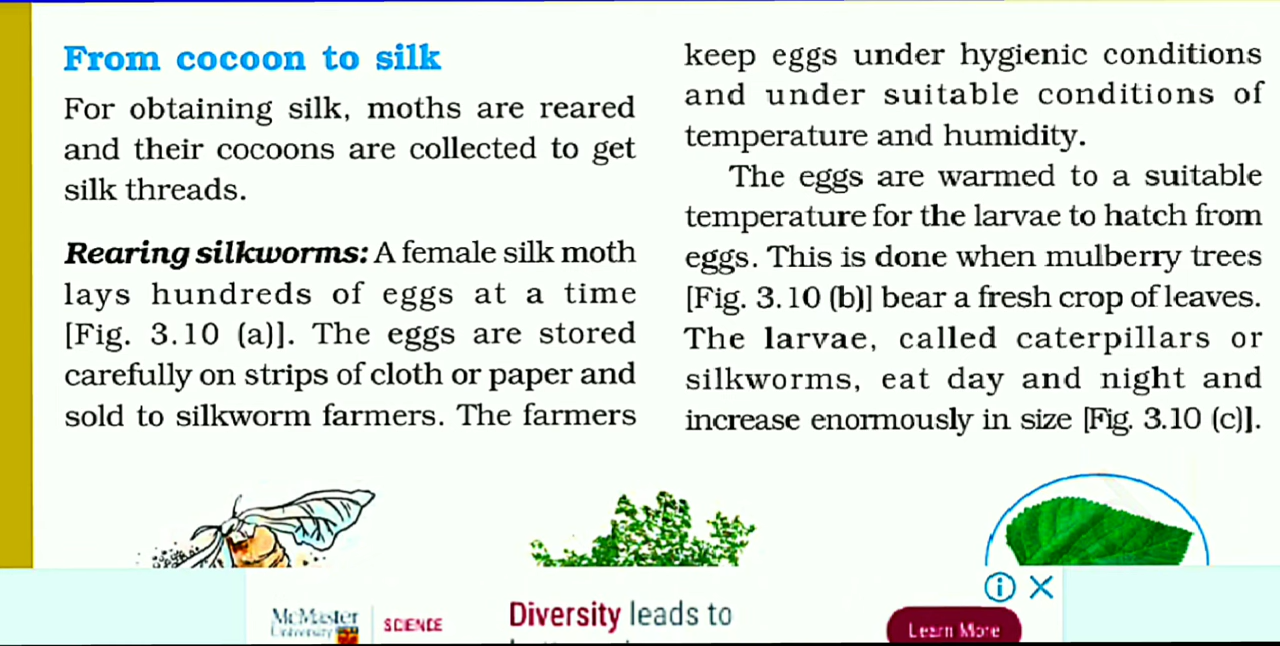 From cocoon to silk
For obtaining silk, moths are reared
and their cocoons are collected to get
silk threads.
Rearing silkworms: A female silk moth
lays hundreds of eggs at a time
[Fig. 3.10 (a)]. The eggs are stored
carefully on strips of cloth or paper and
sold to silkworm farmers. The farmers
keep eggs under hygienic conditions
and under suitable conditions of
temperature and humidity.
The eggs are warmed to a suitable
temperature for the larvae to hatch from
eggs. This is done when mulberry trees
[Fig. 3.10 (b)] bear a fresh crop of leaves.
The larvae, called caterpillars or
silkworms, eat day and night and
increase enormously in size [Fig. 3.10 (c)].
McMaster
University
SCIENCE
Diversity leads to
Learn More